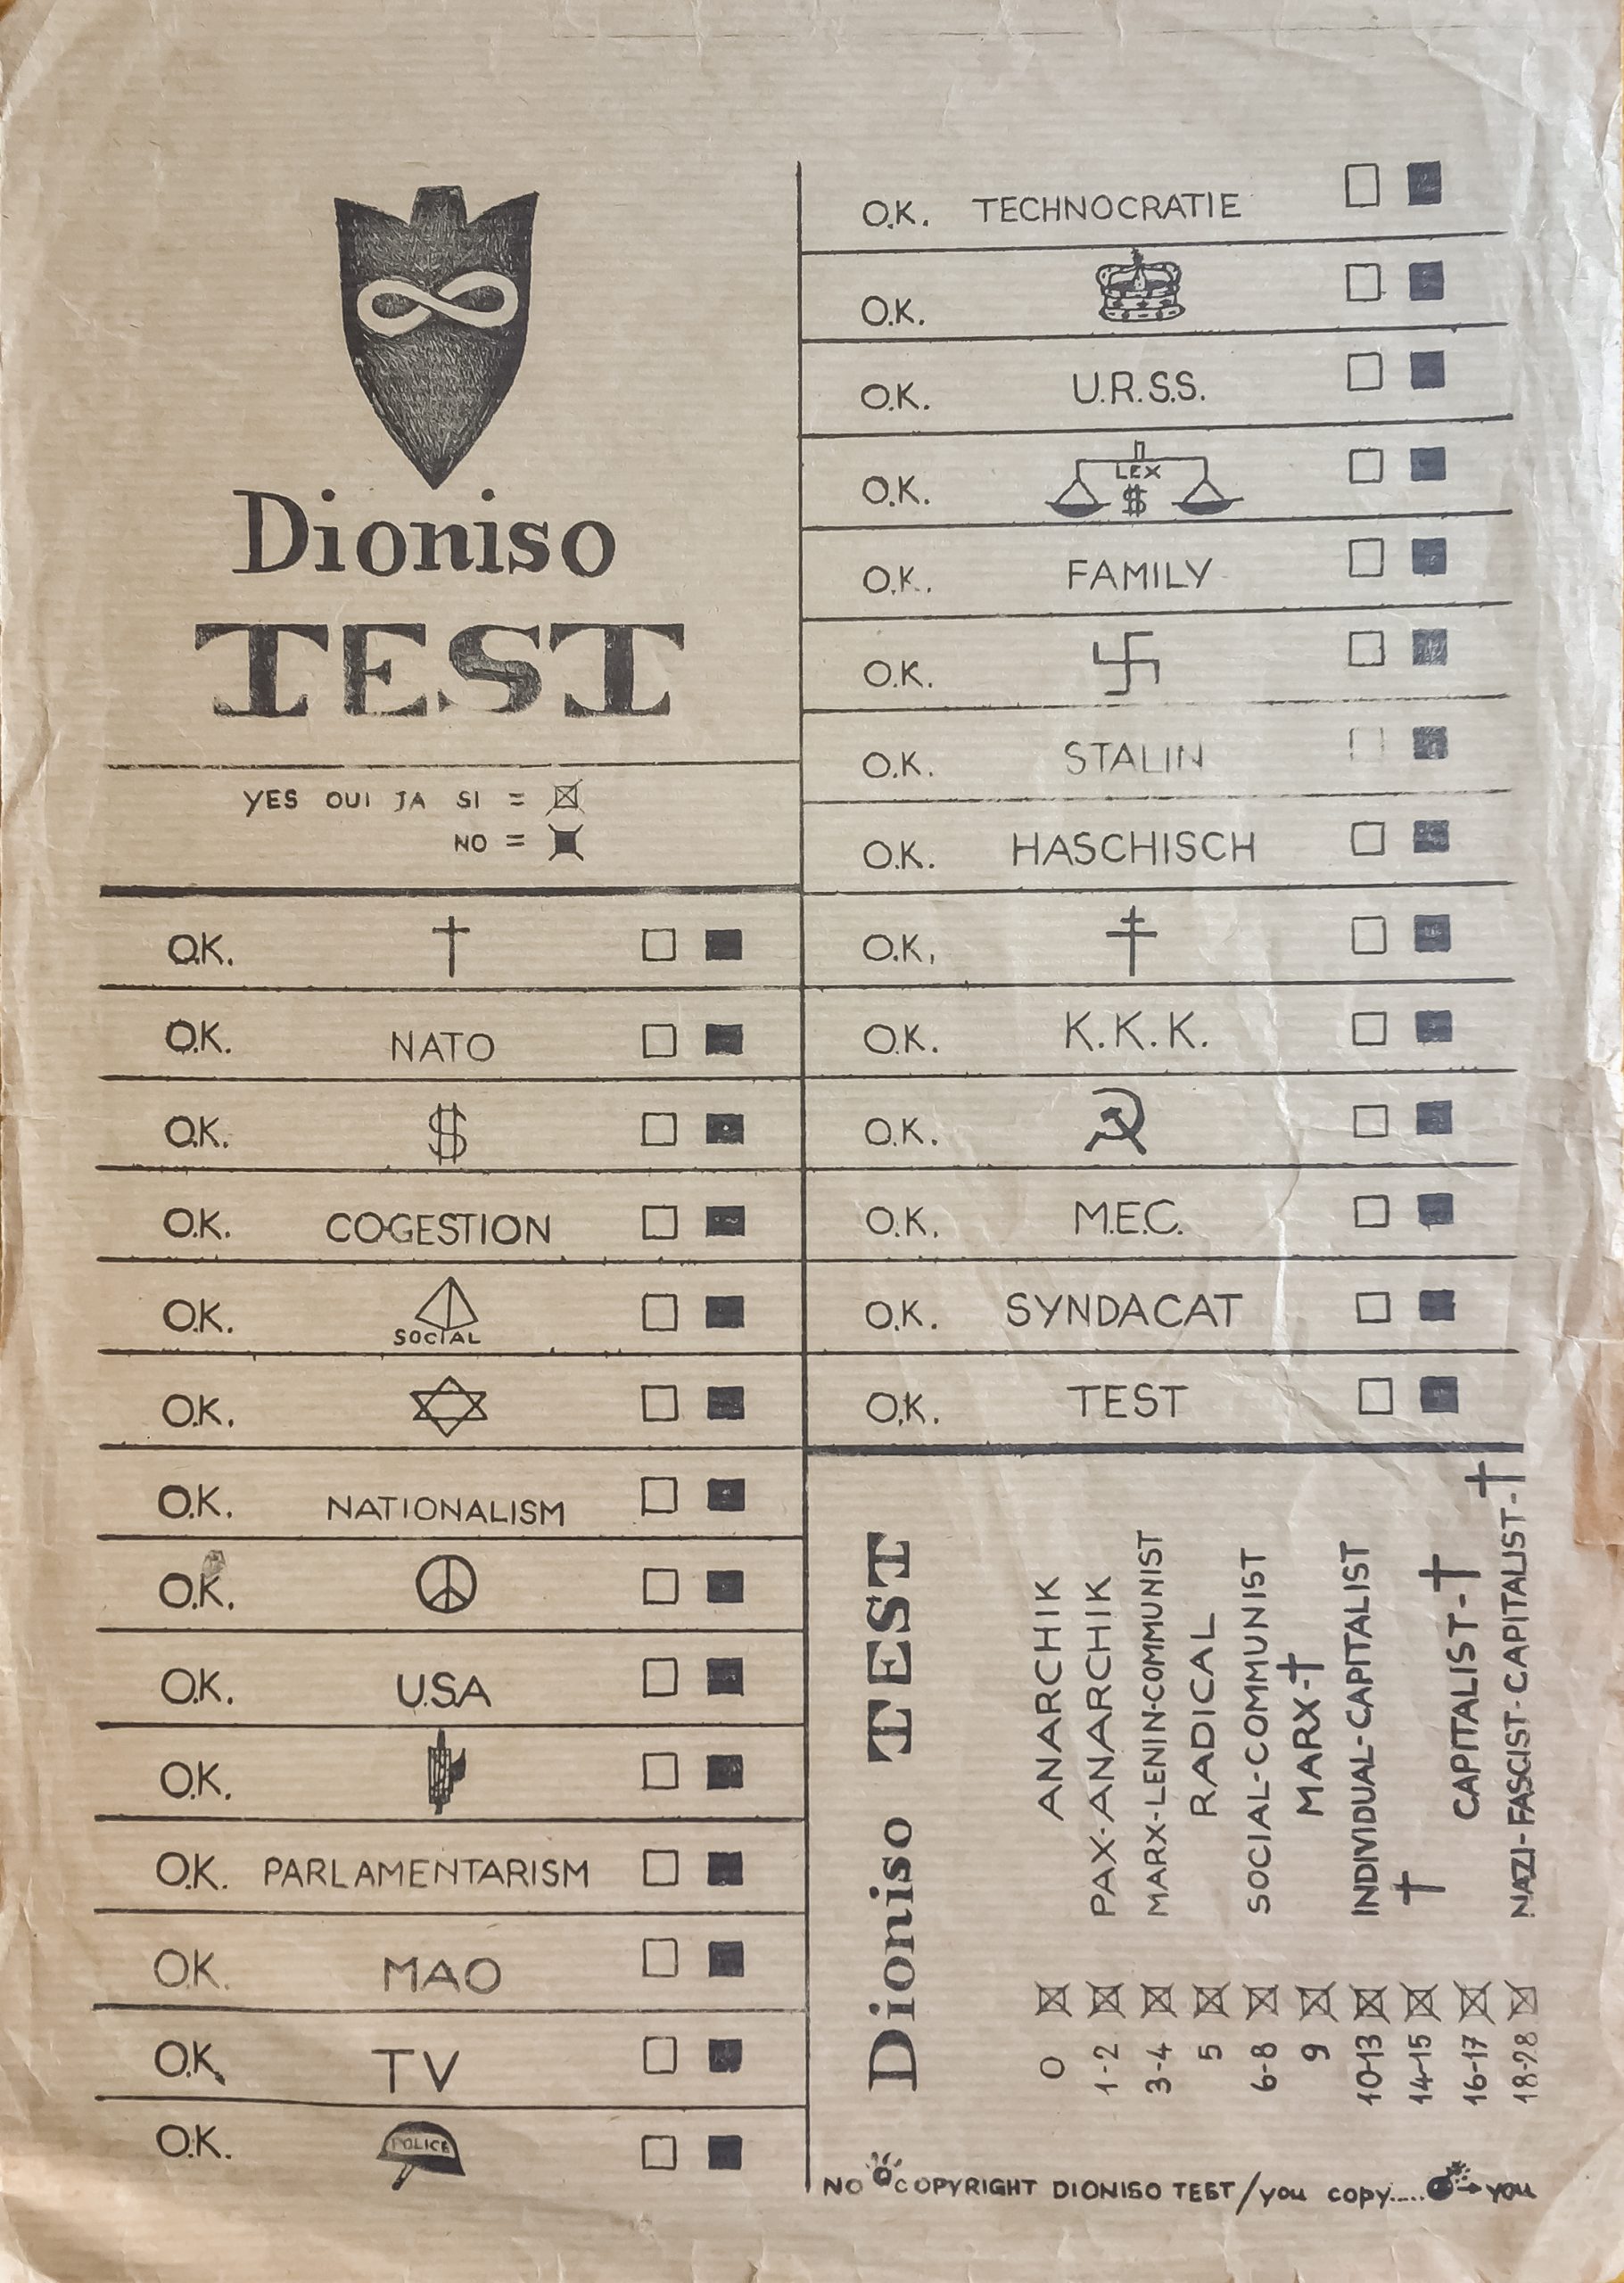 Dioniso
TEST
YES OUI JA SI =
NO =
O.K.
O.K. NATO
O.K. $
O.K. COGESTION
O.K. SOCIAL
O.K.
O.K. NATIONALISM
O.K.
O.K. USA
O.K.
O.K. PARLAMENTARISM
O.K. MAO
O.K. TV
O.K. POLICE
O.K. TECHNOCRATIE
O.K.
O.K. U.R.S.S.
O.K. LEX $
O.K. FAMILY
O.K.
O.K. STALIN
O.K. HASCHISCH
O.K.
O.K. K.K.K.
O.K.
O.K. M.E.C.
O.K. SYNDACAT
O.K. TEST
Dioniso TEST
0 ANARCHIK
1-2 PAX-ANARCHIK
3-4 MARX-LENIN-COMMUNIST
5 RADICAL
6-8 SOCIAL-COMMUNIST
9 MARX-†
10-13 INDIVIDUAL-CAPITALIST
14-15 †
16-17 CAPITALIST-†
18-28 NAZI-FASCIST-CAPITALIST-†
NO COPYRIGHT DIONISO TEST/you copy..... → you